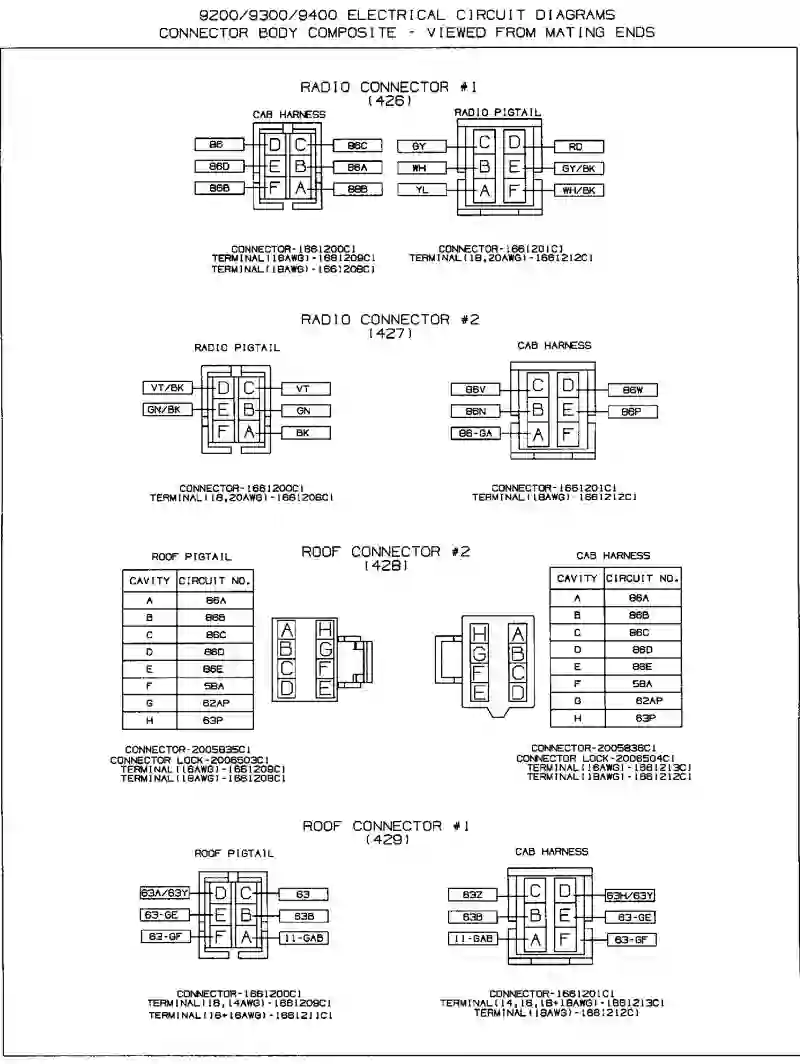 9200/9300/9400 ELECTRICAL CIRCUIT DIAGRAMS
CONNECTOR BODY COMPOSITE - VIEWED FROM MATING ENDS
RADIO CONNECTOR #1
(426)
CAB HARNESS
RADIO PIGTAIL
86 D C 86C
86D E B 86A
86B F A 88B
GY C D RD
WH B E GY/BK
YL A F WH/BK
CONNECTOR-1661200C1
TERMINAL(18AWG)-1661209C1
TERMINAL(18AWG)-1661208C1
CONNECTOR-1661201C1
TERMINAL(18,20AWG)-1661212C1
RADIO CONNECTOR #2
(427)
RADIO PIGTAIL
CAB HARNESS
VT/BK D C VT
GN/BK E B GN
F A BK
86V C D 86W
86N B E 86P
86-GA A F
CONNECTOR-1661200C1
TERMINAL(18,20AWG)-1661208C1
CONNECTOR-1661201C1
TERMINAL(18AWG)-1661212C1
ROOF CONNECTOR #2
(428)
ROOF PIGTAIL
CAVITY CIRCUIT NO.
A 86A
B 86B
C 86C
D 86D
E 86E
F 58A
G 62AP
H 63P
A H
B G
C F
D E
CONNECTOR-2005835C1
CONNECTOR LOCK-2006503C1
TERMINAL(16AWG)-1661209C1
TERMINAL(18AWG)-1661208C1
CAB HARNESS
CAVITY CIRCUIT NO.
A 86A
B 86B
C 86C
D 86D
E 86E
F 58A
G 62AP
H 63P
H A
G B
F C
E D
CONNECTOR-2005836C1
CONNECTOR LOCK-2006504C1
TERMINAL(16AWG)-1661213C1
TERMINAL(18AWG)-1661212C1
ROOF CONNECTOR #1
(429)
ROOF PIGTAIL
CAB HARNESS
63A/63Y D C 63
63-GE E B 63B
63-GF F A 11-GAB
63Z C D 63H/63Y
63B B E 63-GE
11-GAB A F 63-GF
CONNECTOR-1661200C1
TERMINAL(18,14AWG)-1661209C1
TERMINAL(16+16AWG)-1661211C1
CONNECTOR-1661201C1
TERMINAL(14,16,18+18AWG)-1661213C1
TERMINAL(18AWG)-1661212C1